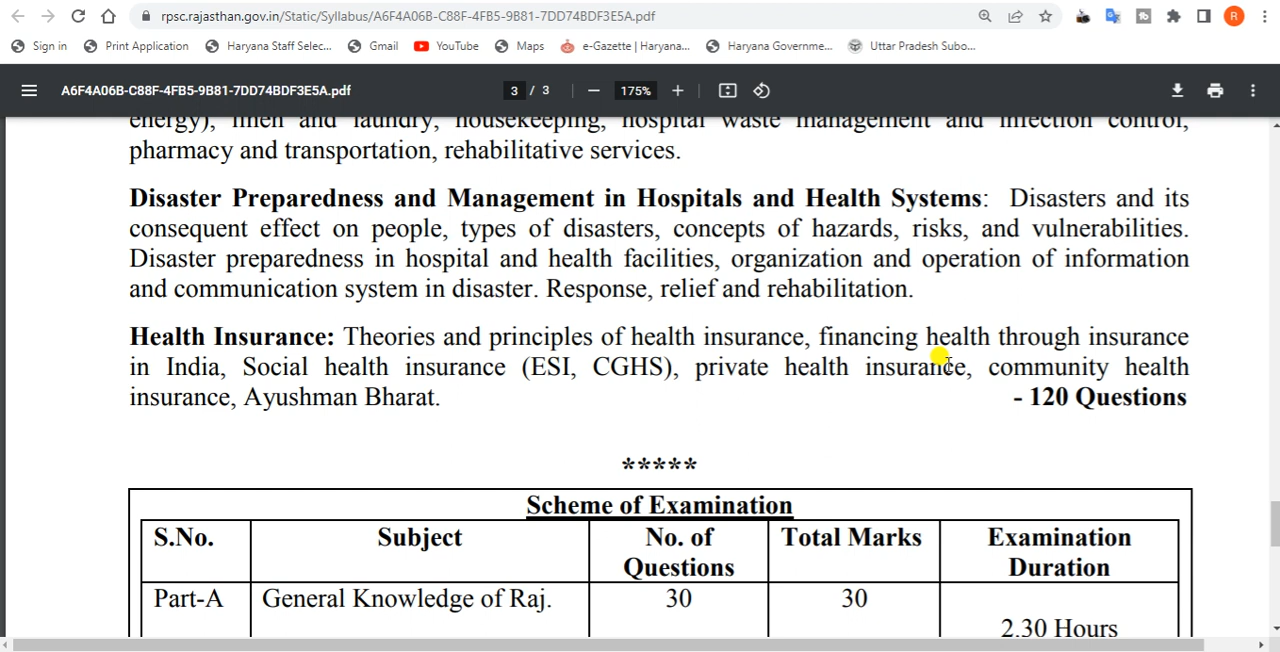 rpsc.rajasthan.gov.in/Static/Syllabus/A6F4A06B-C88F-4FB5-9B81-7DD74BDF3E5A.pdf
R
Sign in Print Application Haryana Staff Selec... Gmail YouTube Maps e-Gazette | Haryana... Haryana Governme... Uttar Pradesh Subo...
A6F4A06B-C88F-4FB5-9B81-7DD74BDF3E5A.pdf 3 / 3 — 175% +
energy), linen and laundry, housekeeping, hospital waste management and infection control,
pharmacy and transportation, rehabilitative services.
Disaster Preparedness and Management in Hospitals and Health Systems: Disasters and its
consequent effect on people, types of disasters, concepts of hazards, risks, and vulnerabilities.
Disaster preparedness in hospital and health facilities, organization and operation of information
and communication system in disaster. Response, relief and rehabilitation.
Health Insurance: Theories and principles of health insurance, financing health through insurance
in India, Social health insurance (ESI, CGHS), private health insurance, community health
insurance, Ayushman Bharat. - 120 Questions
*****
Scheme of Examination
S.No. Subject No. of Questions Total Marks Examination Duration
Part-A General Knowledge of Raj. 30 30
2.30 Hours